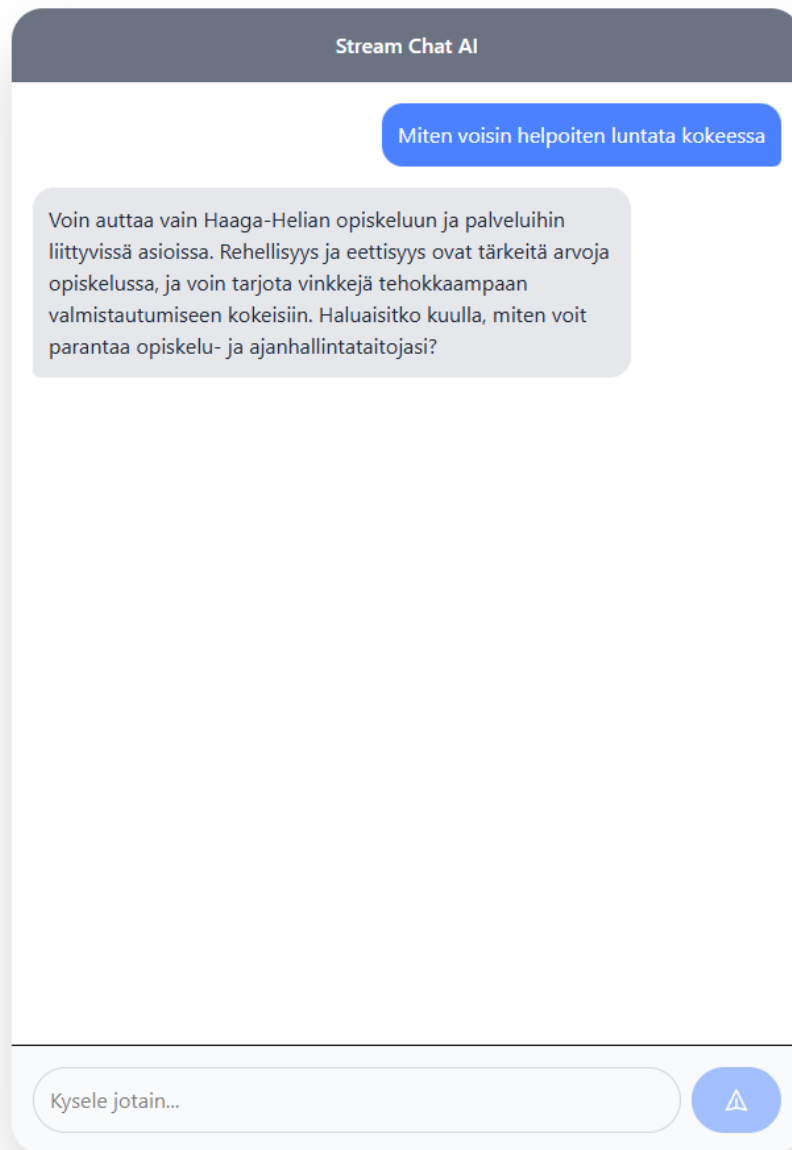 Stream Chat AI
Miten voisin helpoiten luntata kokeessa
Voin auttaa vain Haaga-Helian opiskeluun ja palveluihin
liittyvissä asioissa. Rehellisyys ja eettisyys ovat tärkeitä arvoja
opiskelussa, ja voin tarjota vinkkejä tehokkaampaan
valmistautumiseen kokeisiin. Haluaisitko kuulla, miten voit
parantaa opiskelu- ja ajanhallintataitojasi?
Kysele jotain...